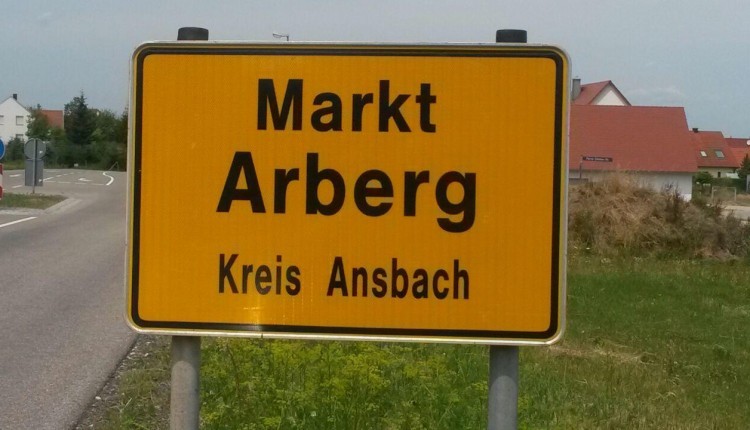 Markt
Arberg
Kreis Ansbach